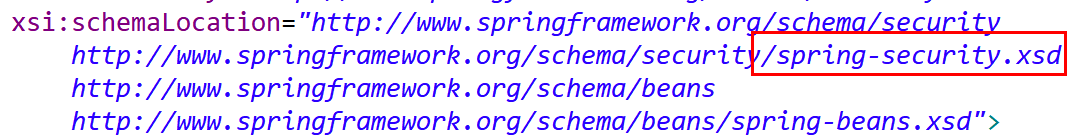 xsi:schemaLocation="http://www.springframework.org/schema/security
http://www.springframework.org/schema/security/spring-security.xsd
http://www.springframework.org/schema/beans
http://www.springframework.org/schema/beans/spring-beans.xsd">